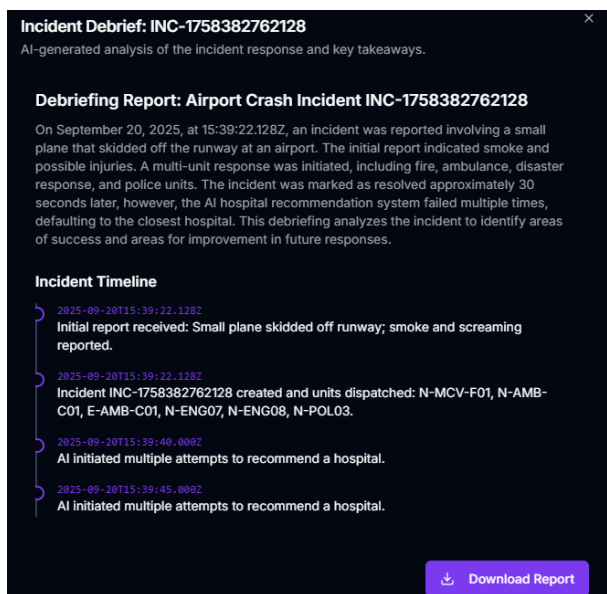 Incident Debrief: INC-1758382762128
AI-generated analysis of the incident response and key takeaways.
Debriefing Report: Airport Crash Incident INC-1758382762128
On September 20, 2025, at 15:39:22.128Z, an incident was reported involving a small
plane that skidded off the runway at an airport. The initial report indicated smoke and
possible injuries. A multi-unit response was initiated, including fire, ambulance, disaster
response, and police units. The incident was marked as resolved approximately 30
seconds later, however, the AI hospital recommendation system failed multiple times,
defaulting to the closest hospital. This debriefing analyzes the incident to identify areas
of success and areas for improvement in future responses.
Incident Timeline
2025-09-20T15:39:22.128Z
Initial report received: Small plane skidded off runway; smoke and screaming
reported.
2025-09-20T15:39:22.128Z
Incident INC-1758382762128 created and units dispatched: N-MCV-F01, N-AMB-
C01, E-AMB-C01, N-ENG07, N-ENG08, N-POL03.
2025-09-20T15:39:40.000Z
AI initiated multiple attempts to recommend a hospital.
2025-09-20T15:39:45.000Z
AI initiated multiple attempts to recommend a hospital.
Download Report